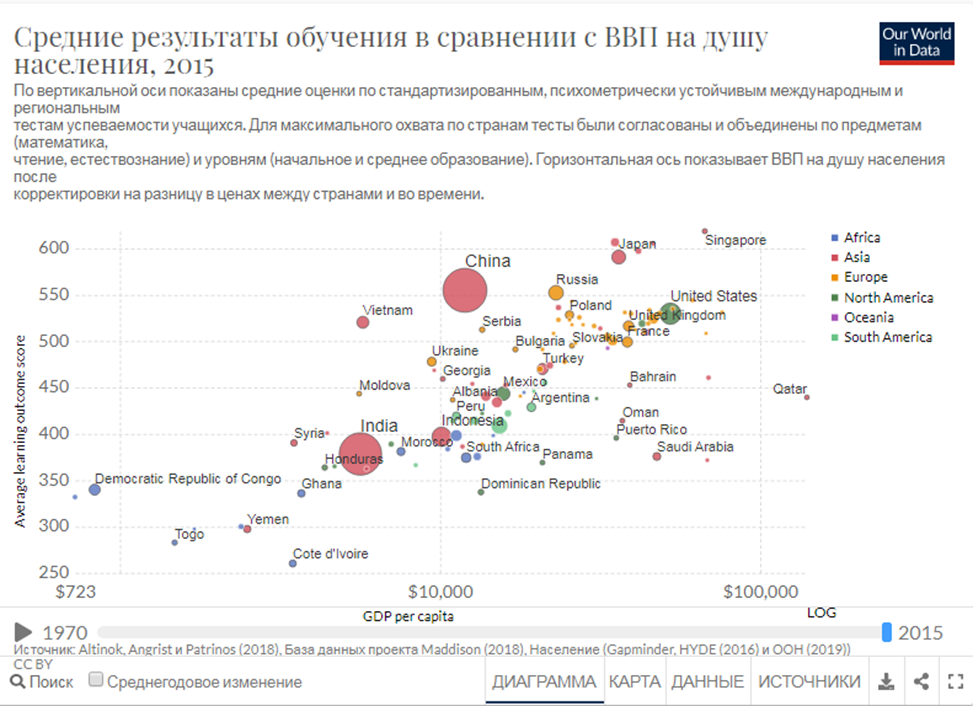 Средние результаты обучения в сравнении с ВВП на душу
населения, 2015
Our World
in Data
По вертикальной оси показаны средние оценки по стандартизированным, психометрически устойчивым международным и
региональным
тестам успеваемости учащихся. Для максимального охвата по странам тесты были согласованы и объединены по предметам
(математика,
чтение, естествознание) и уровням (начальное и среднее образование). Горизонтальная ось показывает ВВП на душу населения
после
корректировки на разницу в ценах между странами и во времени.
Average learning outcome score
600
550
500
450
400
350
300
250
Singapore
Japan
China
Russia
United States
Vietnam
Poland
Serbia
United Kingdom
Bulgaria
Slovakia
France
Ukraine
Turkey
Georgia
Mexico
Bahrain
Moldova
Albania
Argentina
Qatar
Peru
Oman
India
Indonesia
Puerto Rico
Syria
Morocco
South Africa
Saudi Arabia
Honduras
Panama
Democratic Republic of Congo
Ghana
Dominican Republic
Yemen
Togo
Cote d'Ivoire
Africa
Asia
Europe
North America
Oceania
South America
$723
$10,000
$100,000
GDP per capita
LOG
1970
2015
Источник: Altinok, Angrist и Patrinos (2018), База данных проекта Maddison (2018), Население (Gapminder, HYDE (2016) и ООН (2019))
CC BY
Поиск
Среднегодовое изменение
ДИАГРАММА
КАРТА
ДАННЫЕ
ИСТОЧНИКИ